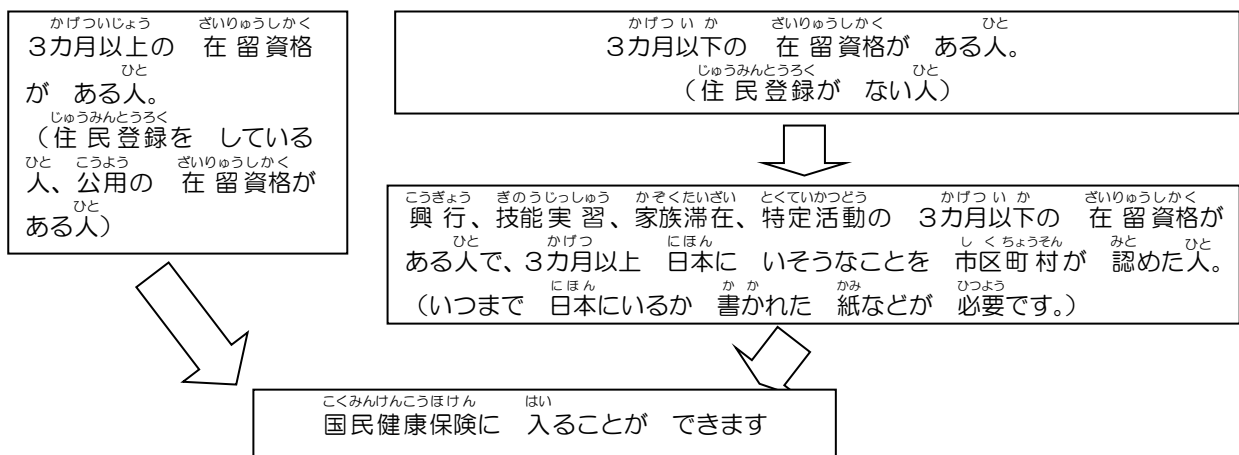 ３カ月以上の 在留資格
が ある人。
（住民登録を している
人、公用の 在留資格が
ある人）
３カ月以下の 在留資格が ある人。
（住民登録が ない人）
興行、技能実習、家族滞在、特定活動の ３カ月以下の 在留資格が
ある人で、３カ月以上 日本に いそうなことを 市区町村が 認めた人。
（いつまで 日本にいるか 書かれた 紙などが 必要です。）
国民健康保険に 入ることが できます